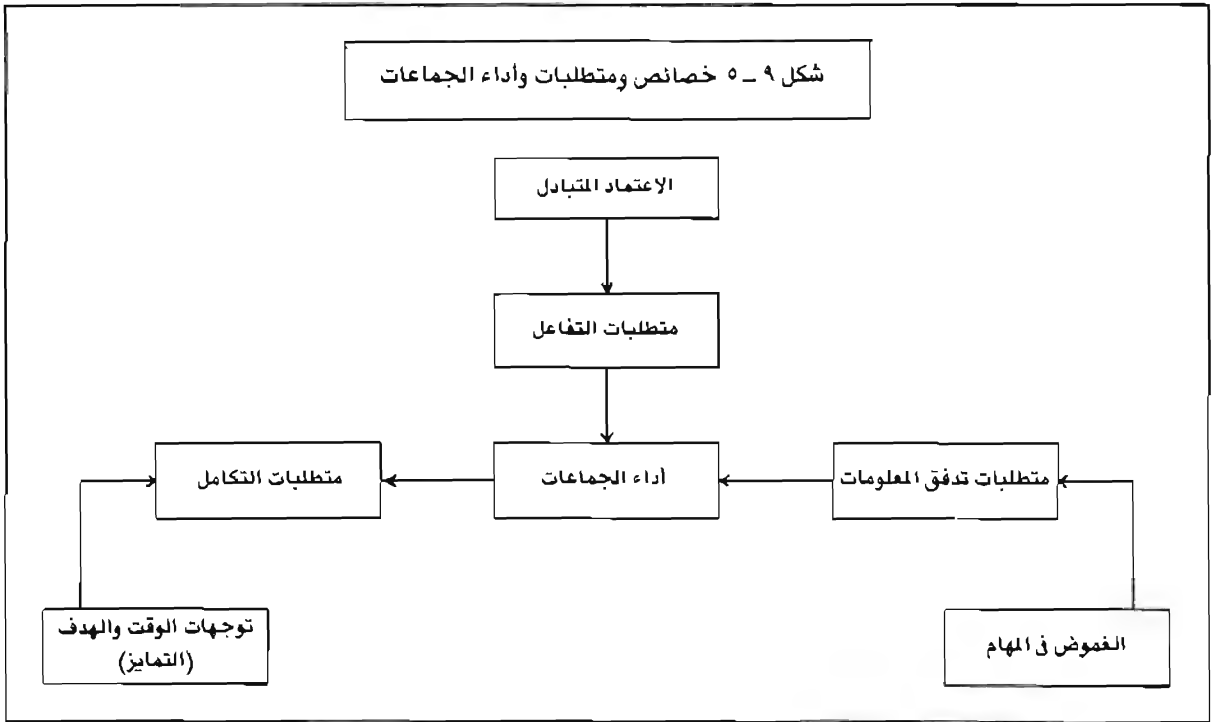 شكل ٩ ـ ٥ خصائص ومتطلبات وأداء الجماعات
الاعتماد المتبادل
متطلبات التفاعل
متطلبات تدفق المعلومات
أداء الجماعات
متطلبات التكامل
الغموض فى المهام
توجهات الوقت والهدف
(التمايز)